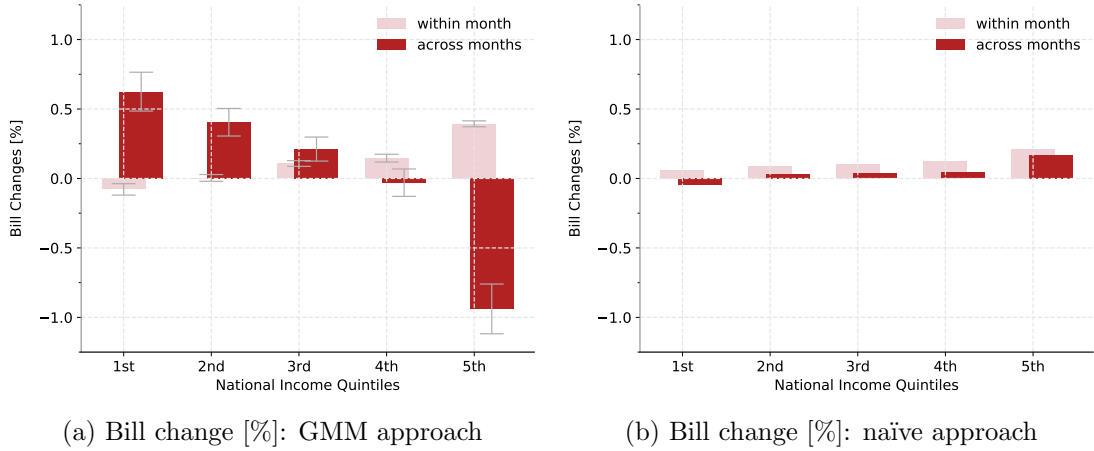 within month
across months
1.0
0.5
0.0
−0.5
−1.0
Bill Changes [%]
1st 2nd 3rd 4th 5th
National Income Quintiles
(a) Bill change [%]: GMM approach
within month
across months
1.0
0.5
0.0
−0.5
−1.0
Bill Changes [%]
1st 2nd 3rd 4th 5th
National Income Quintiles
(b) Bill change [%]: naïve approach